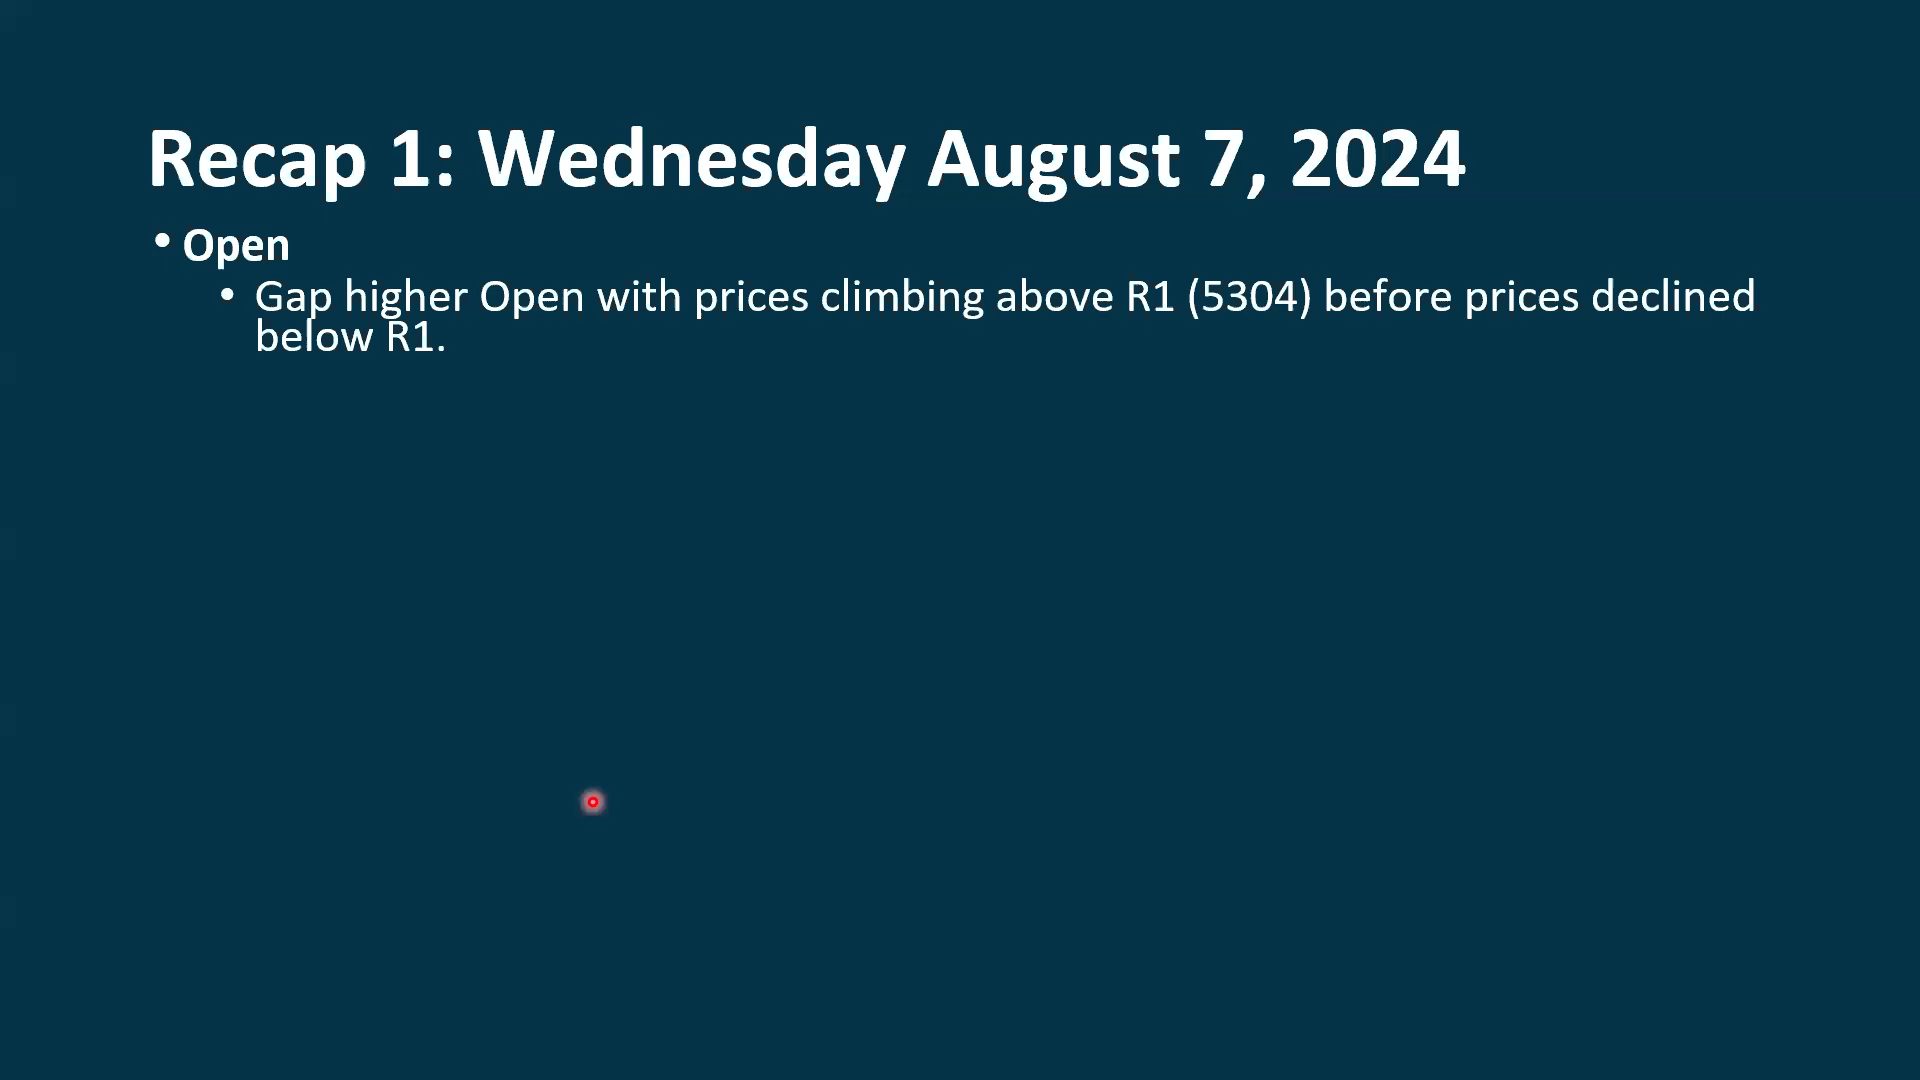 Recap 1: Wednesday August 7, 2024
• Open
• Gap higher Open with prices climbing above R1 (5304) before prices declined
below R1.